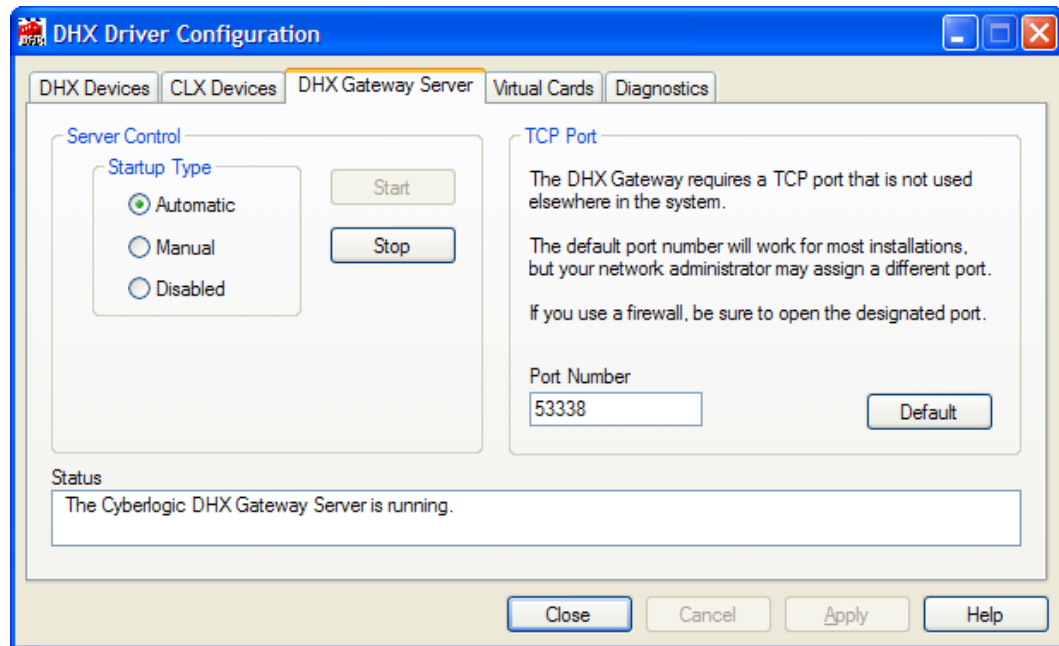 DHX Driver Configuration
DHX Devices CLX Devices DHX Gateway Server Virtual Cards Diagnostics
Server Control
Startup Type
Automatic
Manual
Disabled
Start
Stop
TCP Port
The DHX Gateway requires a TCP port that is not used
elsewhere in the system.
The default port number will work for most installations,
but your network administrator may assign a different port.
If you use a firewall, be sure to open the designated port.
Port Number
53338
Default
Status
The Cyberlogic DHX Gateway Server is running.
Close Cancel Apply Help